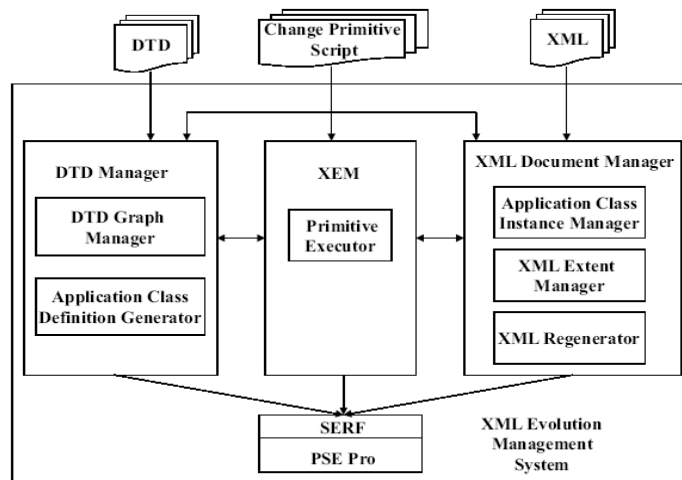 DTD
Change Primitive
Script
XML
DTD Manager
DTD Graph
Manager
Application Class
Definition Generator
XEM
Primitive
Executor
XML Document Manager
Application Class
Instance Manager
XML Extent
Manager
XML Regenerator
SERF
PSE Pro
XML Evolution
Management
System